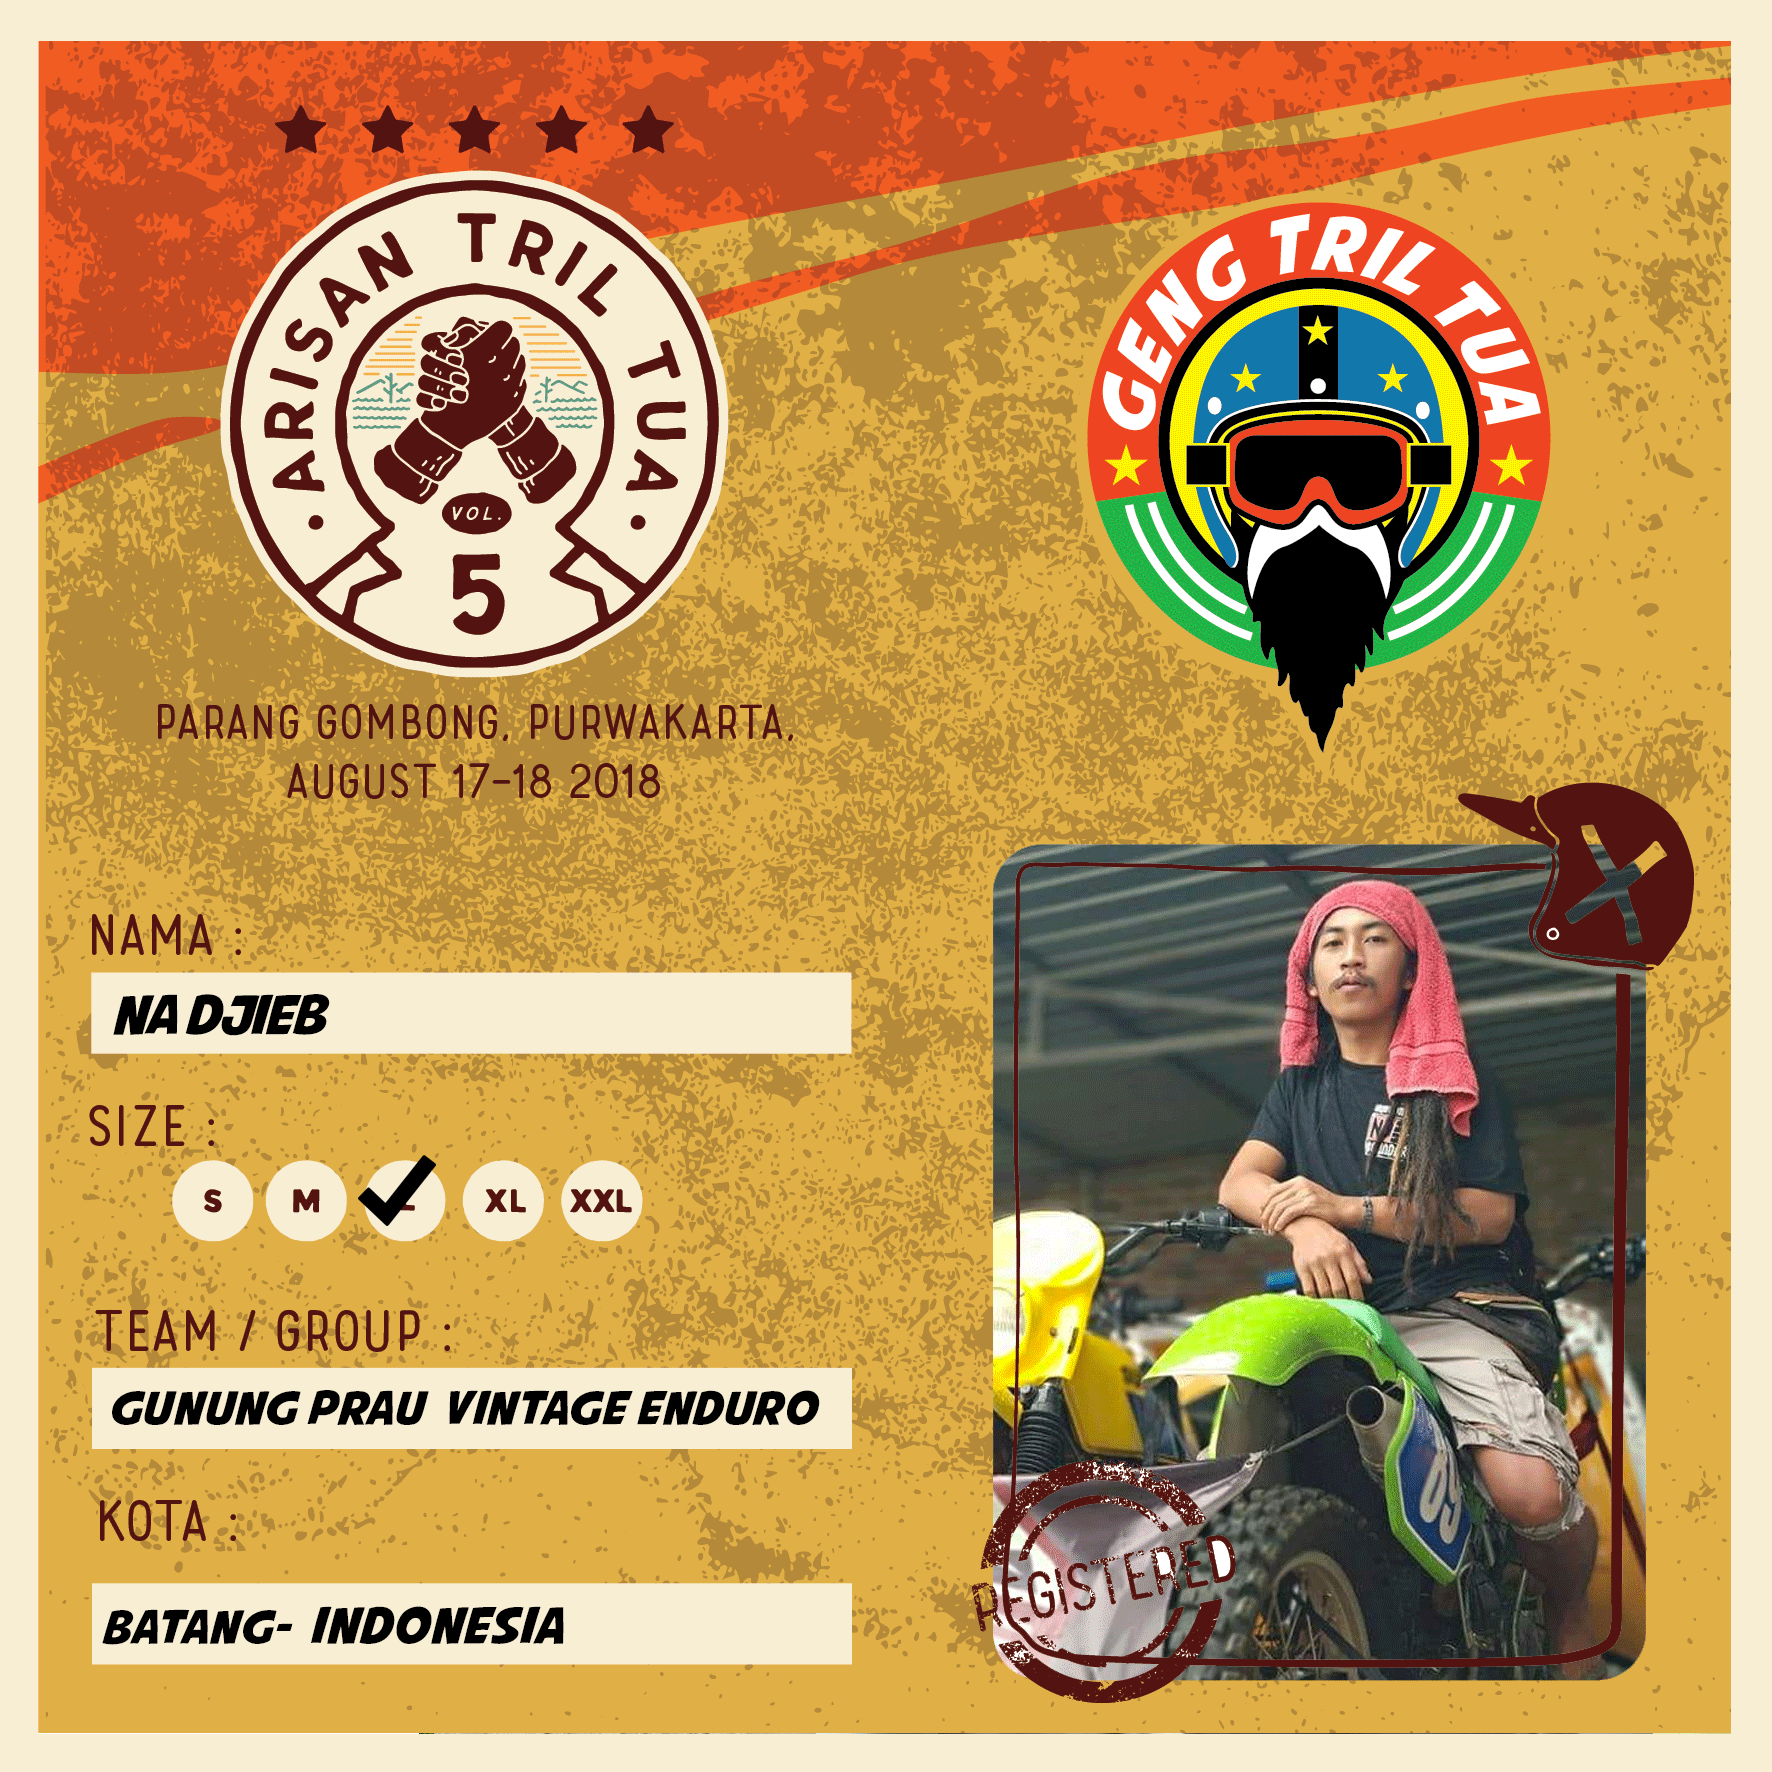 ARISAN TRIL TUA
VOL.
5
PARANG GOMBONG, PURWAKARTA,
AUGUST 17-18 2018
GENG TRIL TUA
NAMA :
NA DJIEB
SIZE :
S M L XL XXL
TEAM / GROUP :
GUNUNG PRAU VINTAGE ENDURO
KOTA :
BATANG- INDONESIA
69
REGISTERED